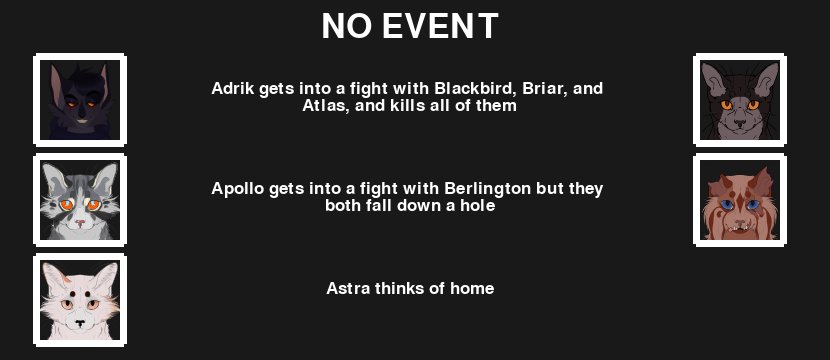 NO EVENT
Adrik gets into a fight with Blackbird, Briar, and
Atlas, and kills all of them
Apollo gets into a fight with Berlington but they
both fall down a hole
Astra thinks of home